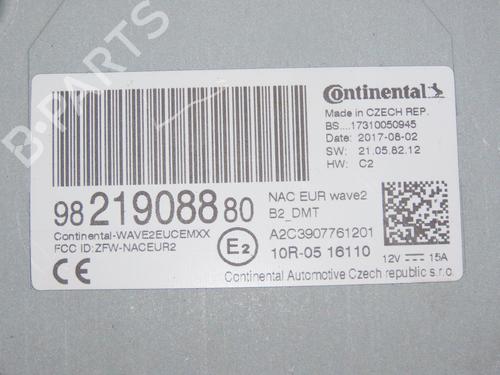 Continental
Made in CZECH REP.
BS....17310050945
Date: 2017-08-02
SW: 21.05.82.12
HW: C2
98 219088 80
NAC EUR wave2
B2_DMT
Continental-WAVE2EUCEMXX
FCC ID:ZFW-NACEUR2
E2
A2C3907761201
10R-05 16110
12V 15A
CE
Continental Automotive Czech republic s.r.o.
B-PARTS